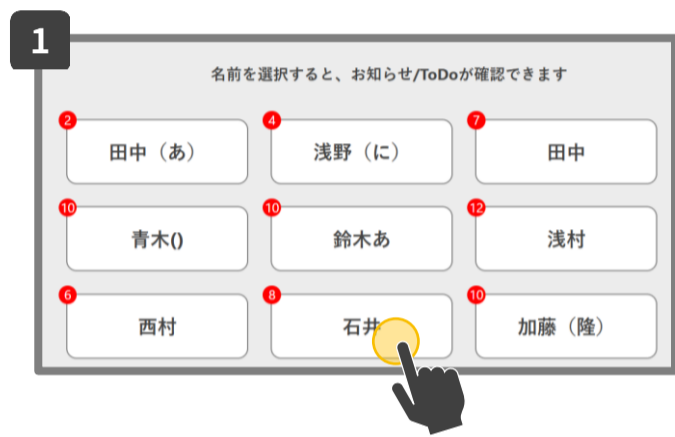 1
名前を選択すると、お知らせ/ToDoが確認できます
2 4 7
田中（あ） 浅野（に） 田中
10 10 12
青木() 鈴木あ 浅村
6 8 10
西村 石井 加藤（隆）